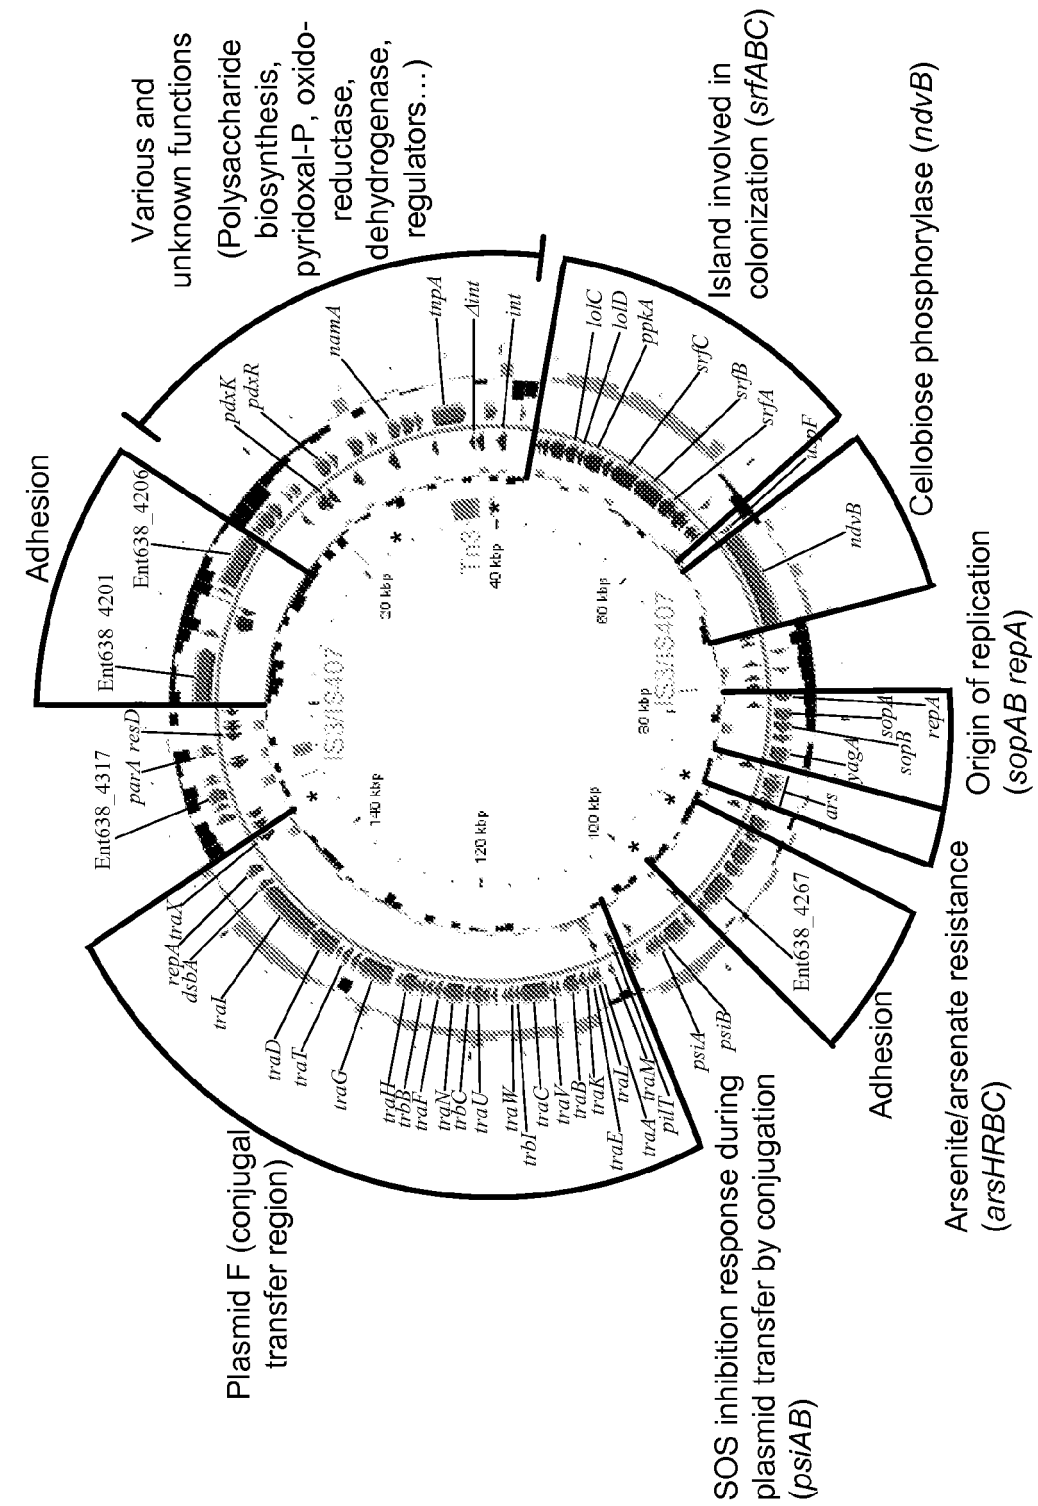 Various and
unknown functions
(Polysaccharide
biosynthesis,
pyridoxal-P, oxido-
reductase,
dehydrogenase,
regulators…)
Island involved in
colonization (srfABC)
Cellobiose phosphorylase (ndvB)
Origin of replication
(sopAB repA)
Arsenite/arsenate resistance
(arsHRBC)
Adhesion
SOS inhibition response during
plasmid transfer by conjugation
(psiAB)
Plasmid F (conjugal
transfer region)
Adhesion
Ent638_4201
Ent638_4206
pdxK
pdxR
namA
tnpA
Δint
int
lolC
lolD
ppkA
srfC
srfB
srfA
ndvB
repA
sopA
sopB
yagA
ars
Ent638_4267
psiB
psiA
pilT
traM
traA
traL
traE
traK
traB
traV
traC
trbI
traW
traU
trbC
traN
traF
trbB
traH
traG
traT
traD
traI
dsbA
repA
traX
Ent638_4317
parA
resD
20 kbp
40 kbp
60 kbp
80 kbp
100 kbp
120 kbp
140 kbp
Tn3
IS3/IS407
IS3/IS407
*
*
*
*
*
*